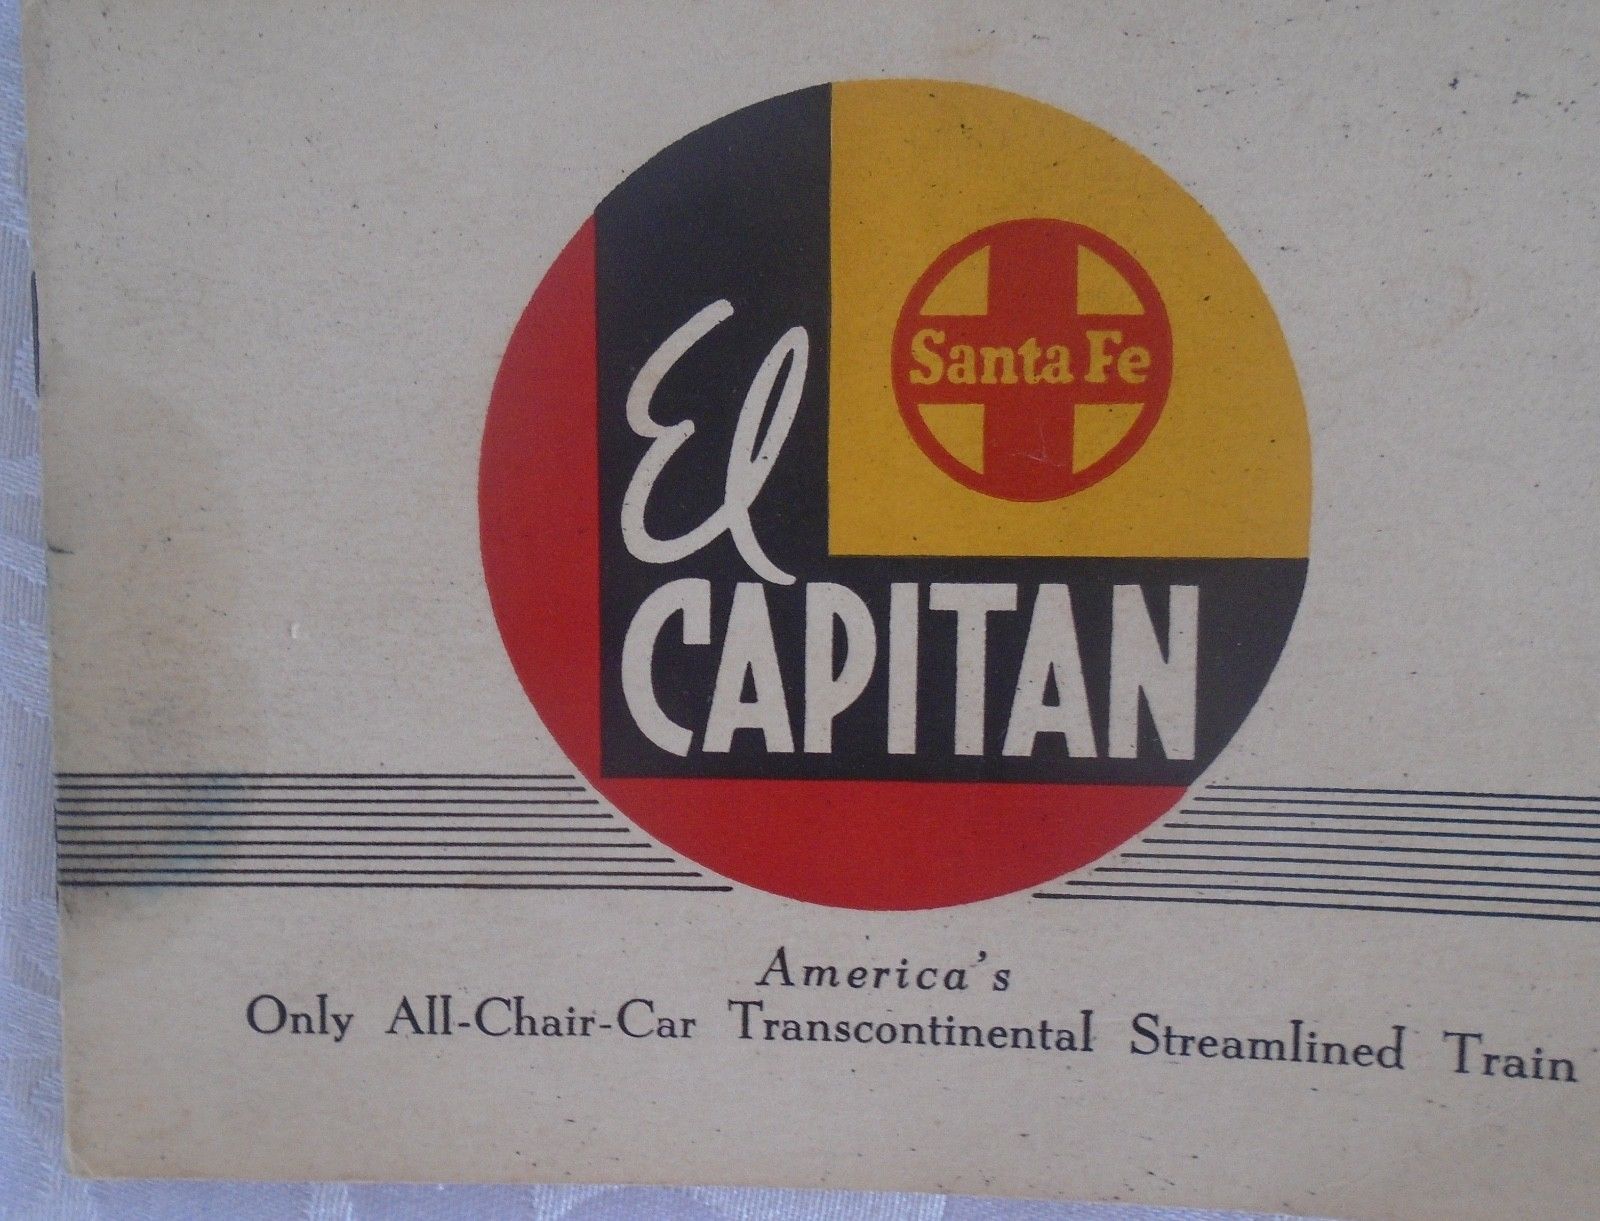 Santa Fe
El
CAPITAN
America's
Only All-Chair-Car Transcontinental Streamlined Train